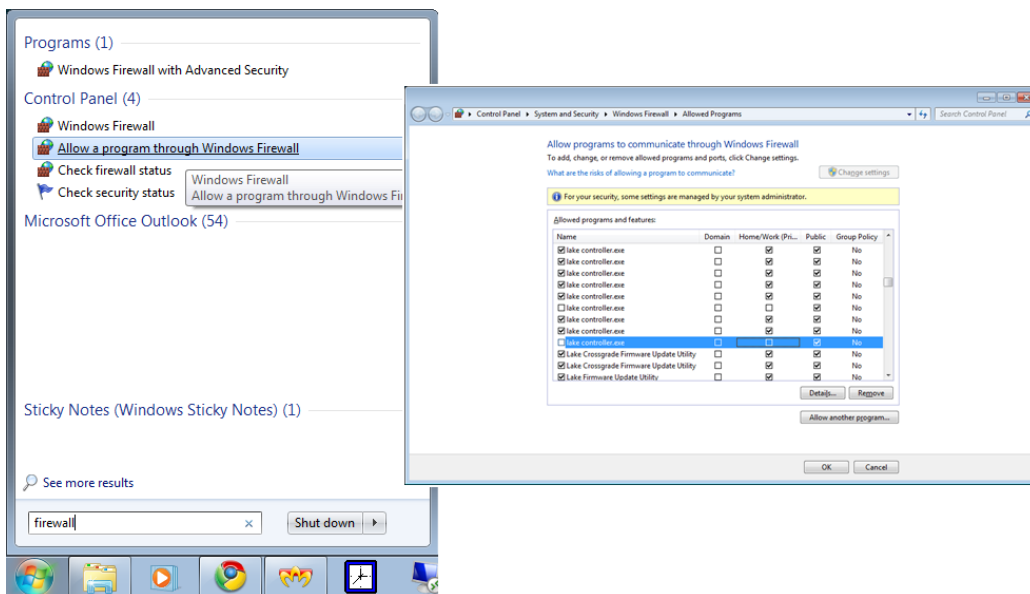 Programs (1)
Windows Firewall with Advanced Security
Control Panel (4)
Windows Firewall
Allow a program through Windows Firewall
Check firewall status
Check security status
Windows Firewall
Allow a program through Windows Fi
Microsoft Office Outlook (54)
Sticky Notes (Windows Sticky Notes) (1)
See more results
firewall
Shut down
Control Panel System and Security Windows Firewall Allowed Programs Search Control Panel
Allow programs to communicate through Windows Firewall
To add, change, or remove allowed programs and ports, click Change settings.
What are the risks of allowing a program to communicate? Change settings
For your security, some settings are managed by your system administrator.
Allowed programs and features:
Name Domain Home/Work (Pri... Public Group Policy
lake controller.exe No
lake controller.exe No
lake controller.exe No
lake controller.exe No
lake controller.exe No
lake controller.exe No
lake controller.exe No
lake controller.exe No
lake controller.exe No
Lake Crossgrade Firmware Update Utility No
Lake Crossgrade Firmware Update Utility No
Lake Firmware Update Utility No
Details... Remove
Allow another program...
OK Cancel